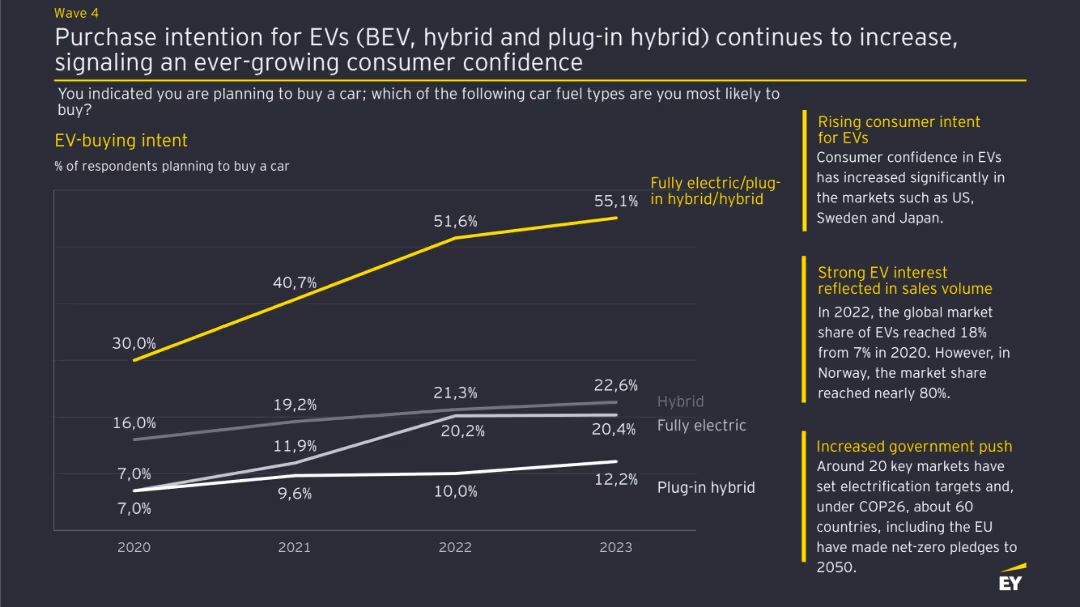 Wave 4
Purchase intention for EVs (BEV, hybrid and plug-in hybrid) continues to increase,
signaling an ever-growing consumer confidence
You indicated you are planning to buy a car; which of the following car fuel types are you most likely to
buy?
EV-buying intent
% of respondents planning to buy a car
Fully electric/plug-
in hybrid/hybrid
55,1%
51,6%
40,7%
30,0%
22,6%
21,3%
19,2%
16,0%
Hybrid
Fully electric
20,4%
20,2%
11,9%
7,0%
Plug-in hybrid
12,2%
10,0%
9,6%
7,0%
2020
2021
2022
2023
Rising consumer intent
for EVs
Consumer confidence in EVs
has increased significantly in
the markets such as US,
Sweden and Japan.
Strong EV interest
reflected in sales volume
In 2022, the global market
share of EVs reached 18%
from 7% in 2020. However, in
Norway, the market share
reached nearly 80%.
Increased government push
Around 20 key markets have
set electrification targets and,
under COP26, about 60
countries, including the EU
have made net-zero pledges to
2050.
EY